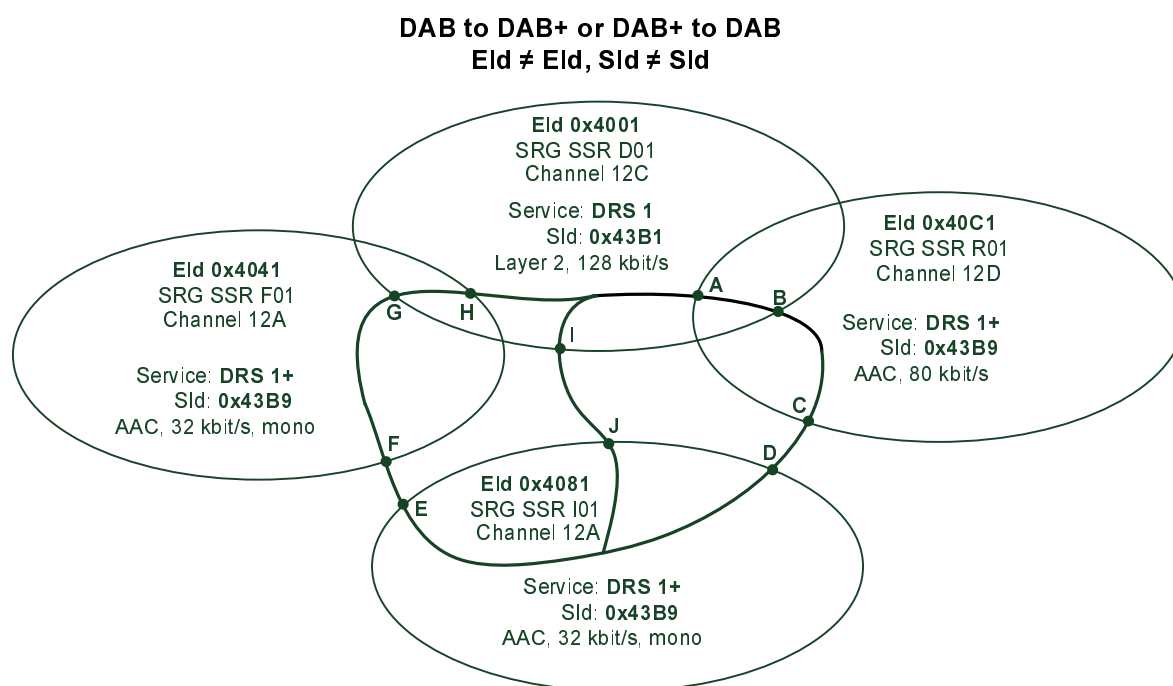 DAB to DAB+ or DAB+ to DAB
EId ≠ EId, SId ≠ SId
EId 0x4001
SRG SSR D01
Channel 12C
Service: DRS 1
SId: 0x43B1
Layer 2, 128 kbit/s
EId 0x40C1
SRG SSR R01
Channel 12D
Service: DRS 1+
SId: 0x43B9
AAC, 80 kbit/s
EId 0x4041
SRG SSR F01
Channel 12A
Service: DRS 1+
SId: 0x43B9
AAC, 32 kbit/s, mono
A
B
G
H
I
C
J
F
D
E
EId 0x4081
SRG SSR I01
Channel 12A
Service: DRS 1+
SId: 0x43B9
AAC, 32 kbit/s, mono